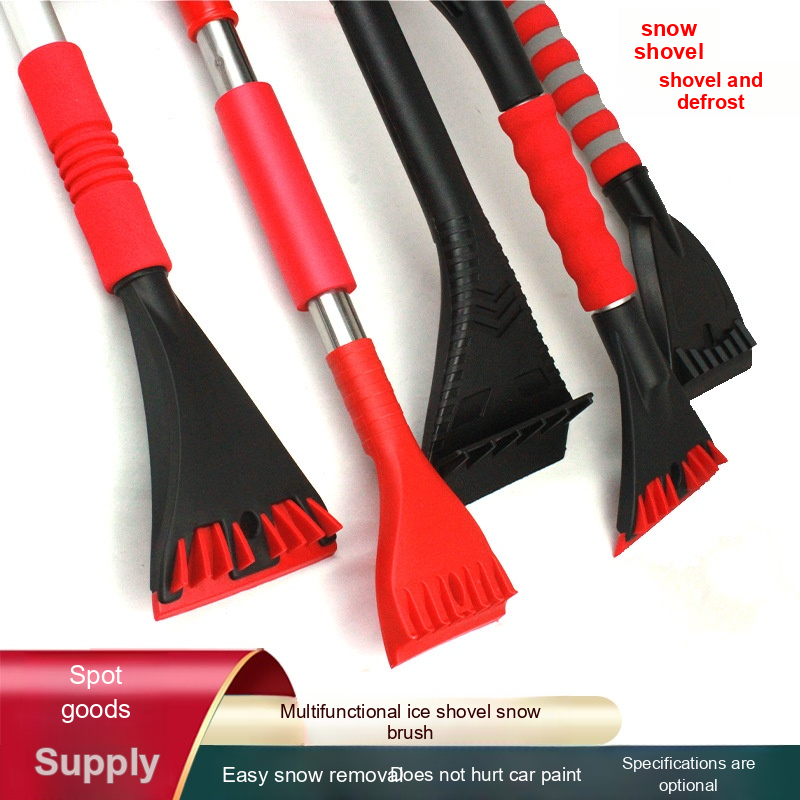 snow
shovel
shovel and
defrost
Spot
goods
Supply
Multifunctional ice shovel snow
brush
Easy snow removal
Does not hurt car paint
Specifications are
optional